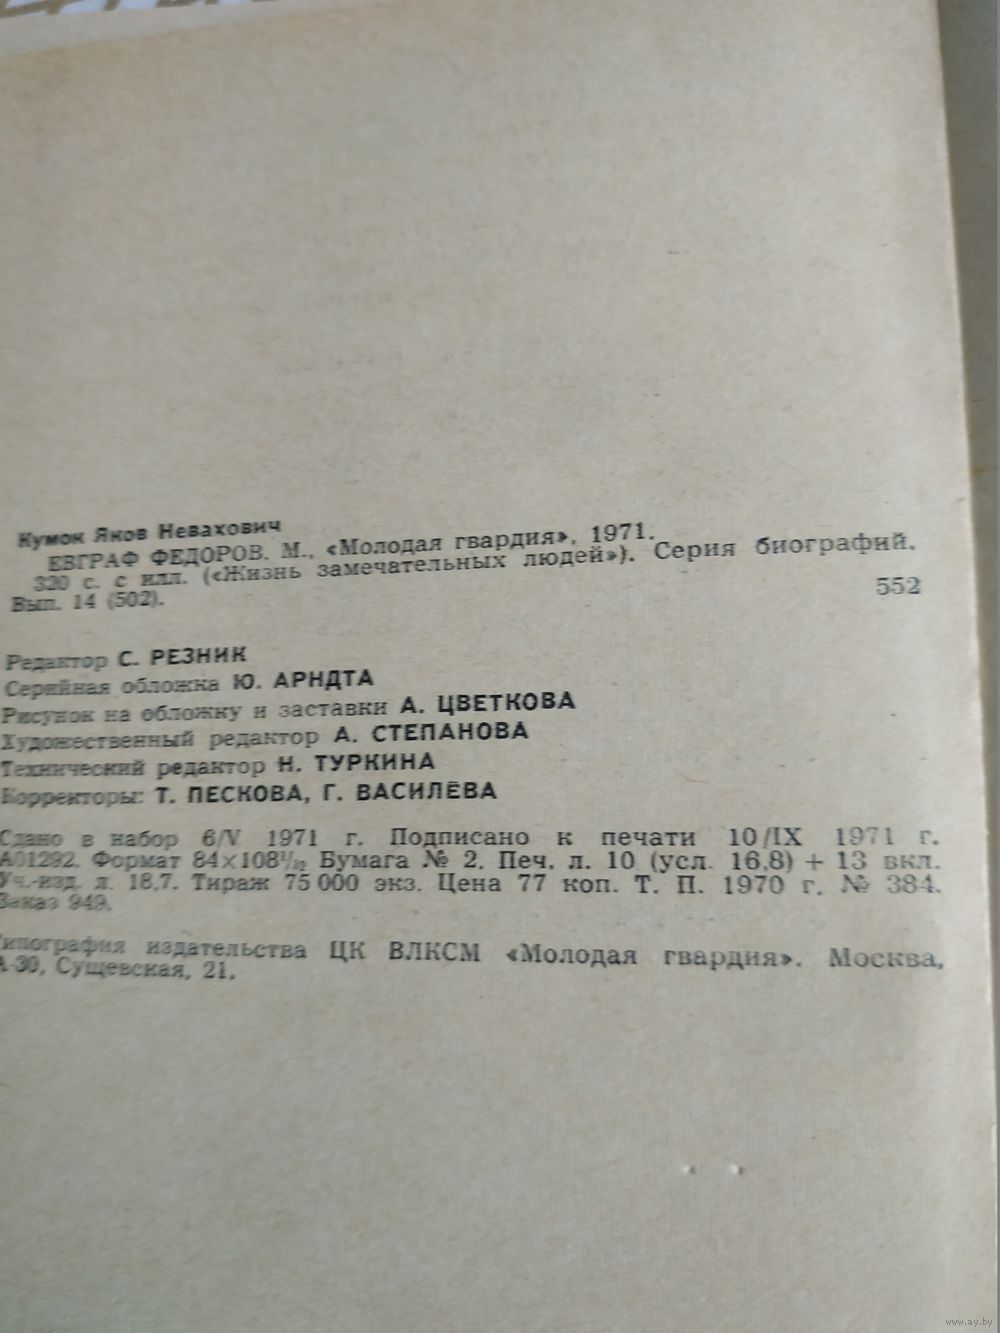 Кумок Яков Невахович
ЕВГРАФ ФЕДОРОВ. М., «Молодая гвардия», 1971.
320 с. с илл. («Жизнь замечательных людей»). Серия биографий.
Вып. 14 (502).
552
Редактор С. РЕЗНИК
Серийная обложка Ю. АРНДТА
Рисунок на обложку и заставки А. ЦВЕТКОВА
Художественный редактор А. СТЕПАНОВА
Технический редактор Н. ТУРКИНА
Корректоры: Т. ПЕСКОВА, Г. ВАСИЛЁВА
Сдано в набор 6/V 1971 г. Подписано к печати 10/IX 1971 г.
А01292. Формат 84×108¹/₃₂ Бумага № 2. Печ. л. 10 (усл. 16,8) + 13 вкл.
Уч.-изд. л. 18,7. Тираж 75 000 экз. Цена 77 коп. Т. П. 1970 г. № 384.
Заказ 949.
Типография издательства ЦК ВЛКСМ «Молодая гвардия». Москва,
А-30, Сущевская, 21.
www.ay.by